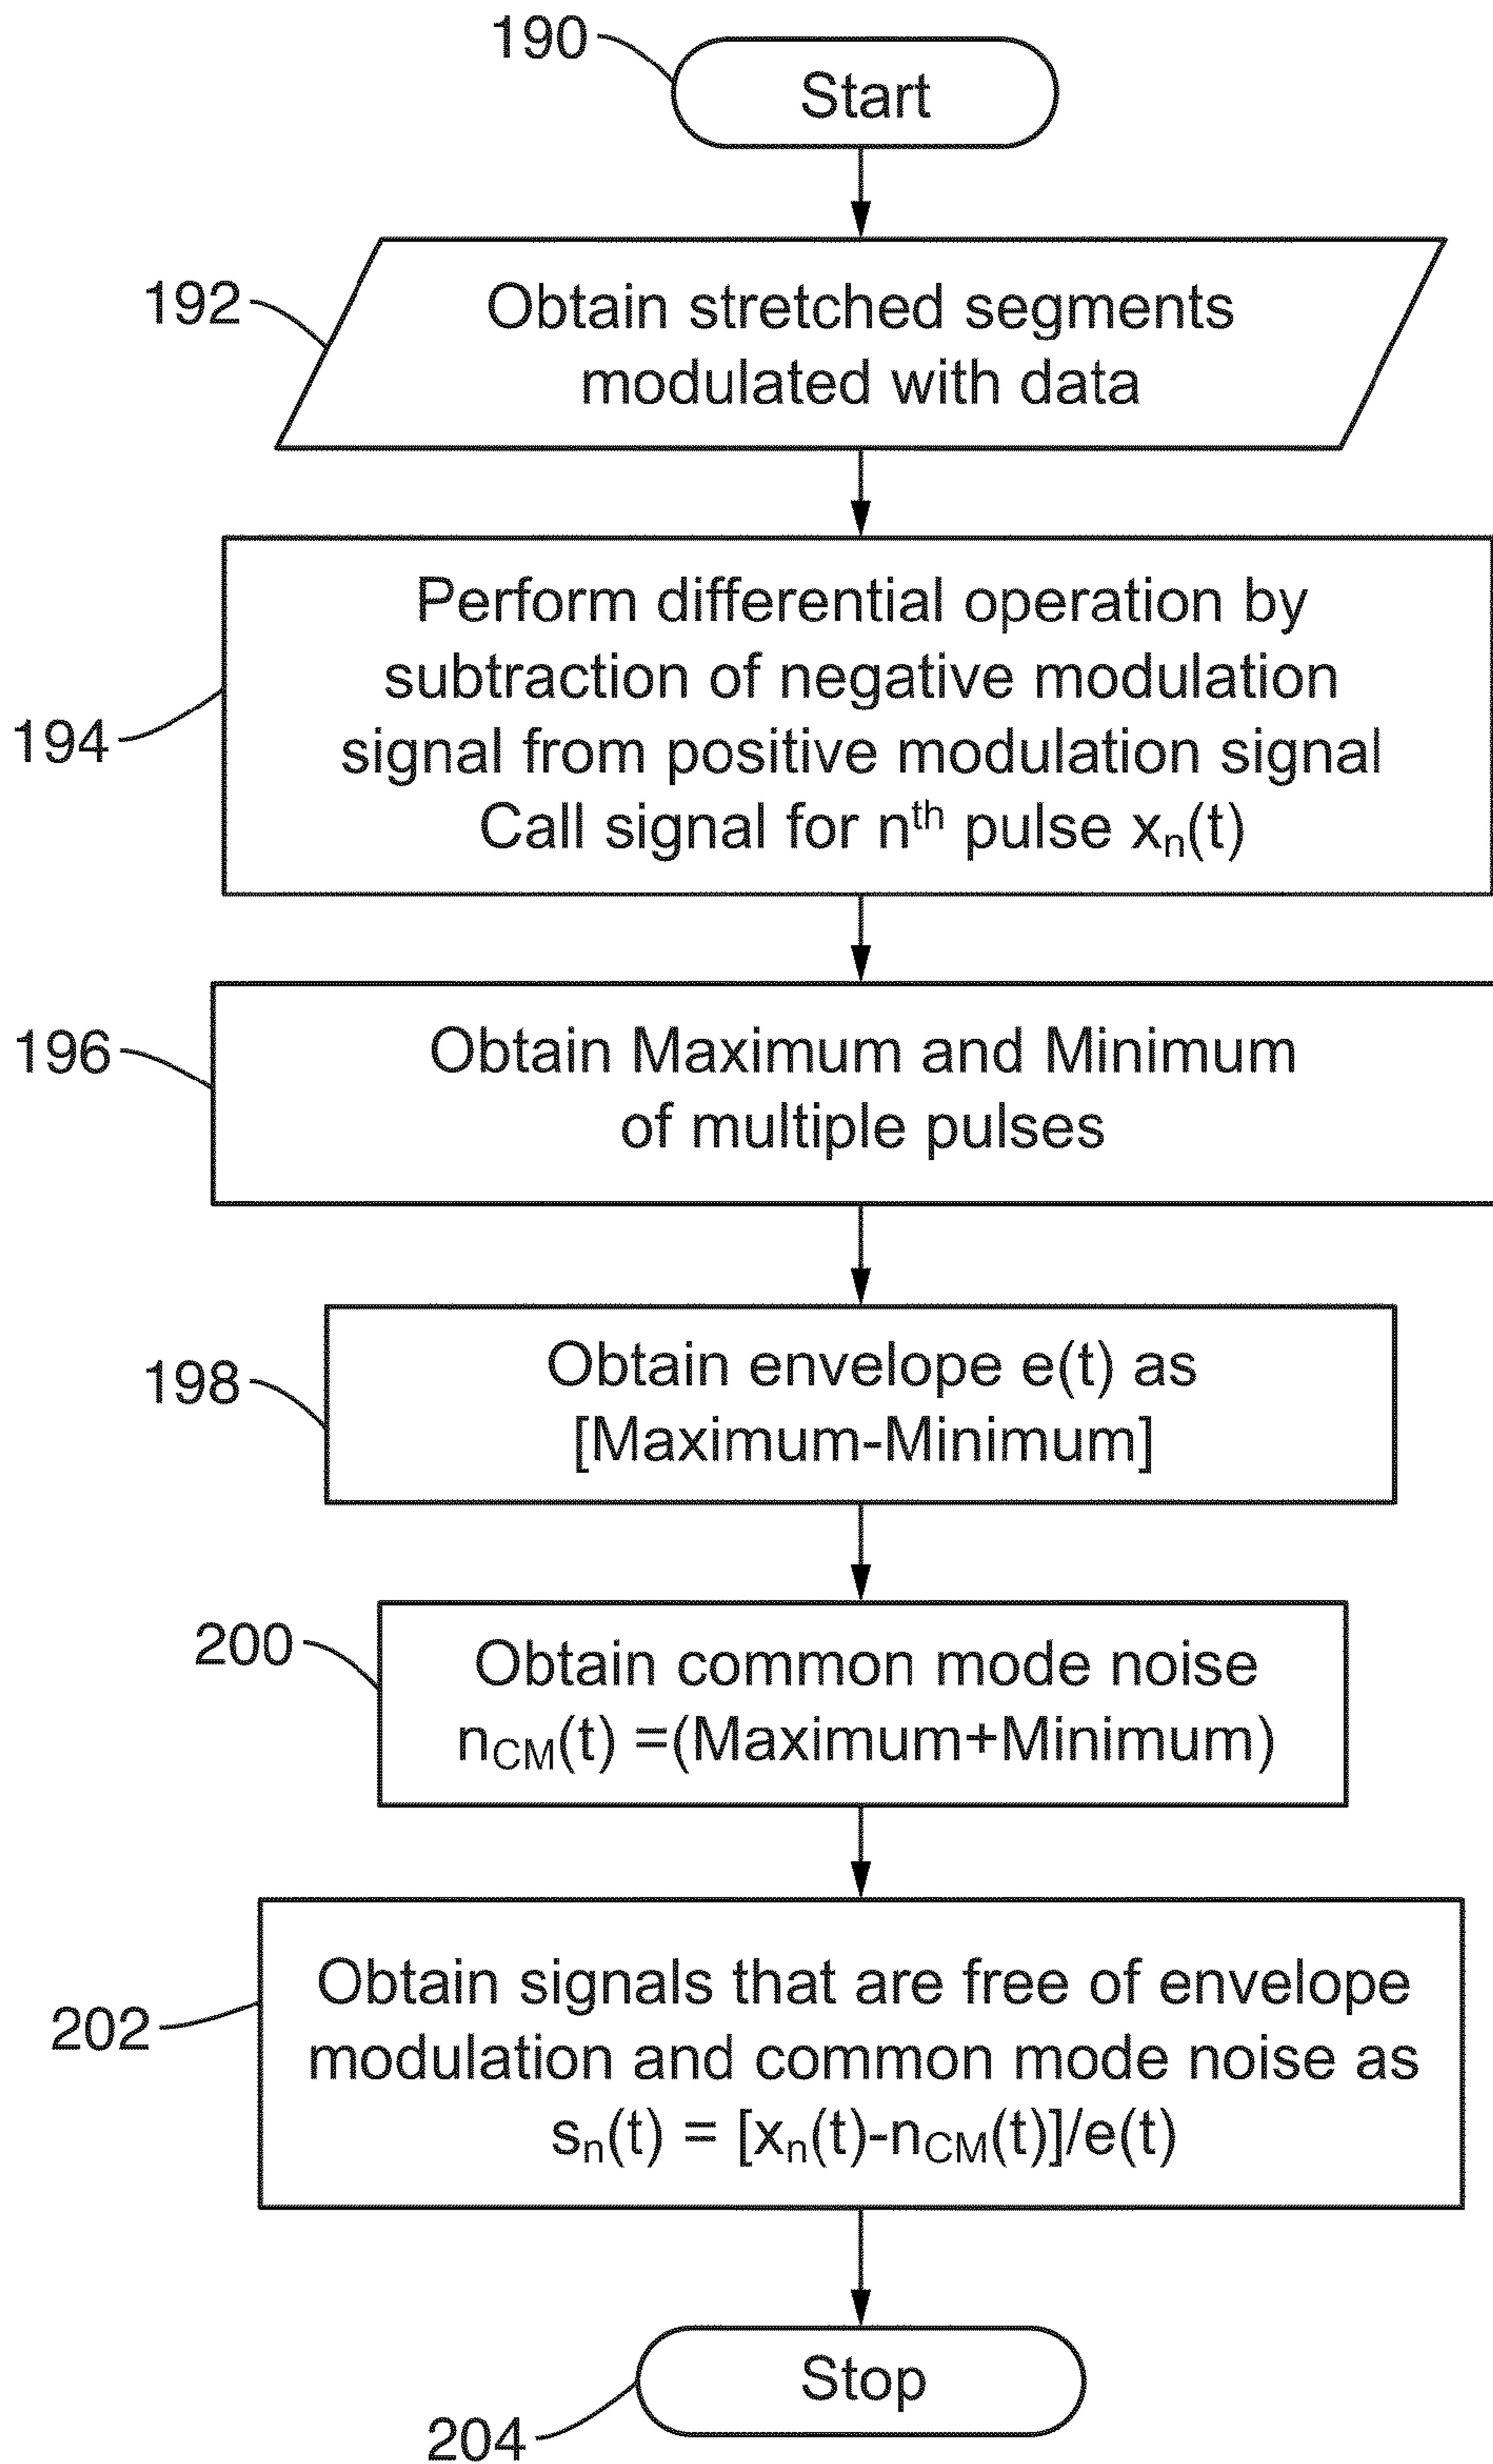 190
Start
192
Obtain stretched segments
modulated with data
194
Perform differential operation by
subtraction of negative modulation
signal from positive modulation signal
Call signal for nᵗʰ pulse xₙ(t)
196
Obtain Maximum and Minimum
of multiple pulses
198
Obtain envelope e(t) as
[Maximum-Minimum]
200
Obtain common mode noise
n_CM(t) =(Maximum+Minimum)
202
Obtain signals that are free of envelope
modulation and common mode noise as
sₙ(t) = [xₙ(t)-n_CM(t)]/e(t)
Stop
204